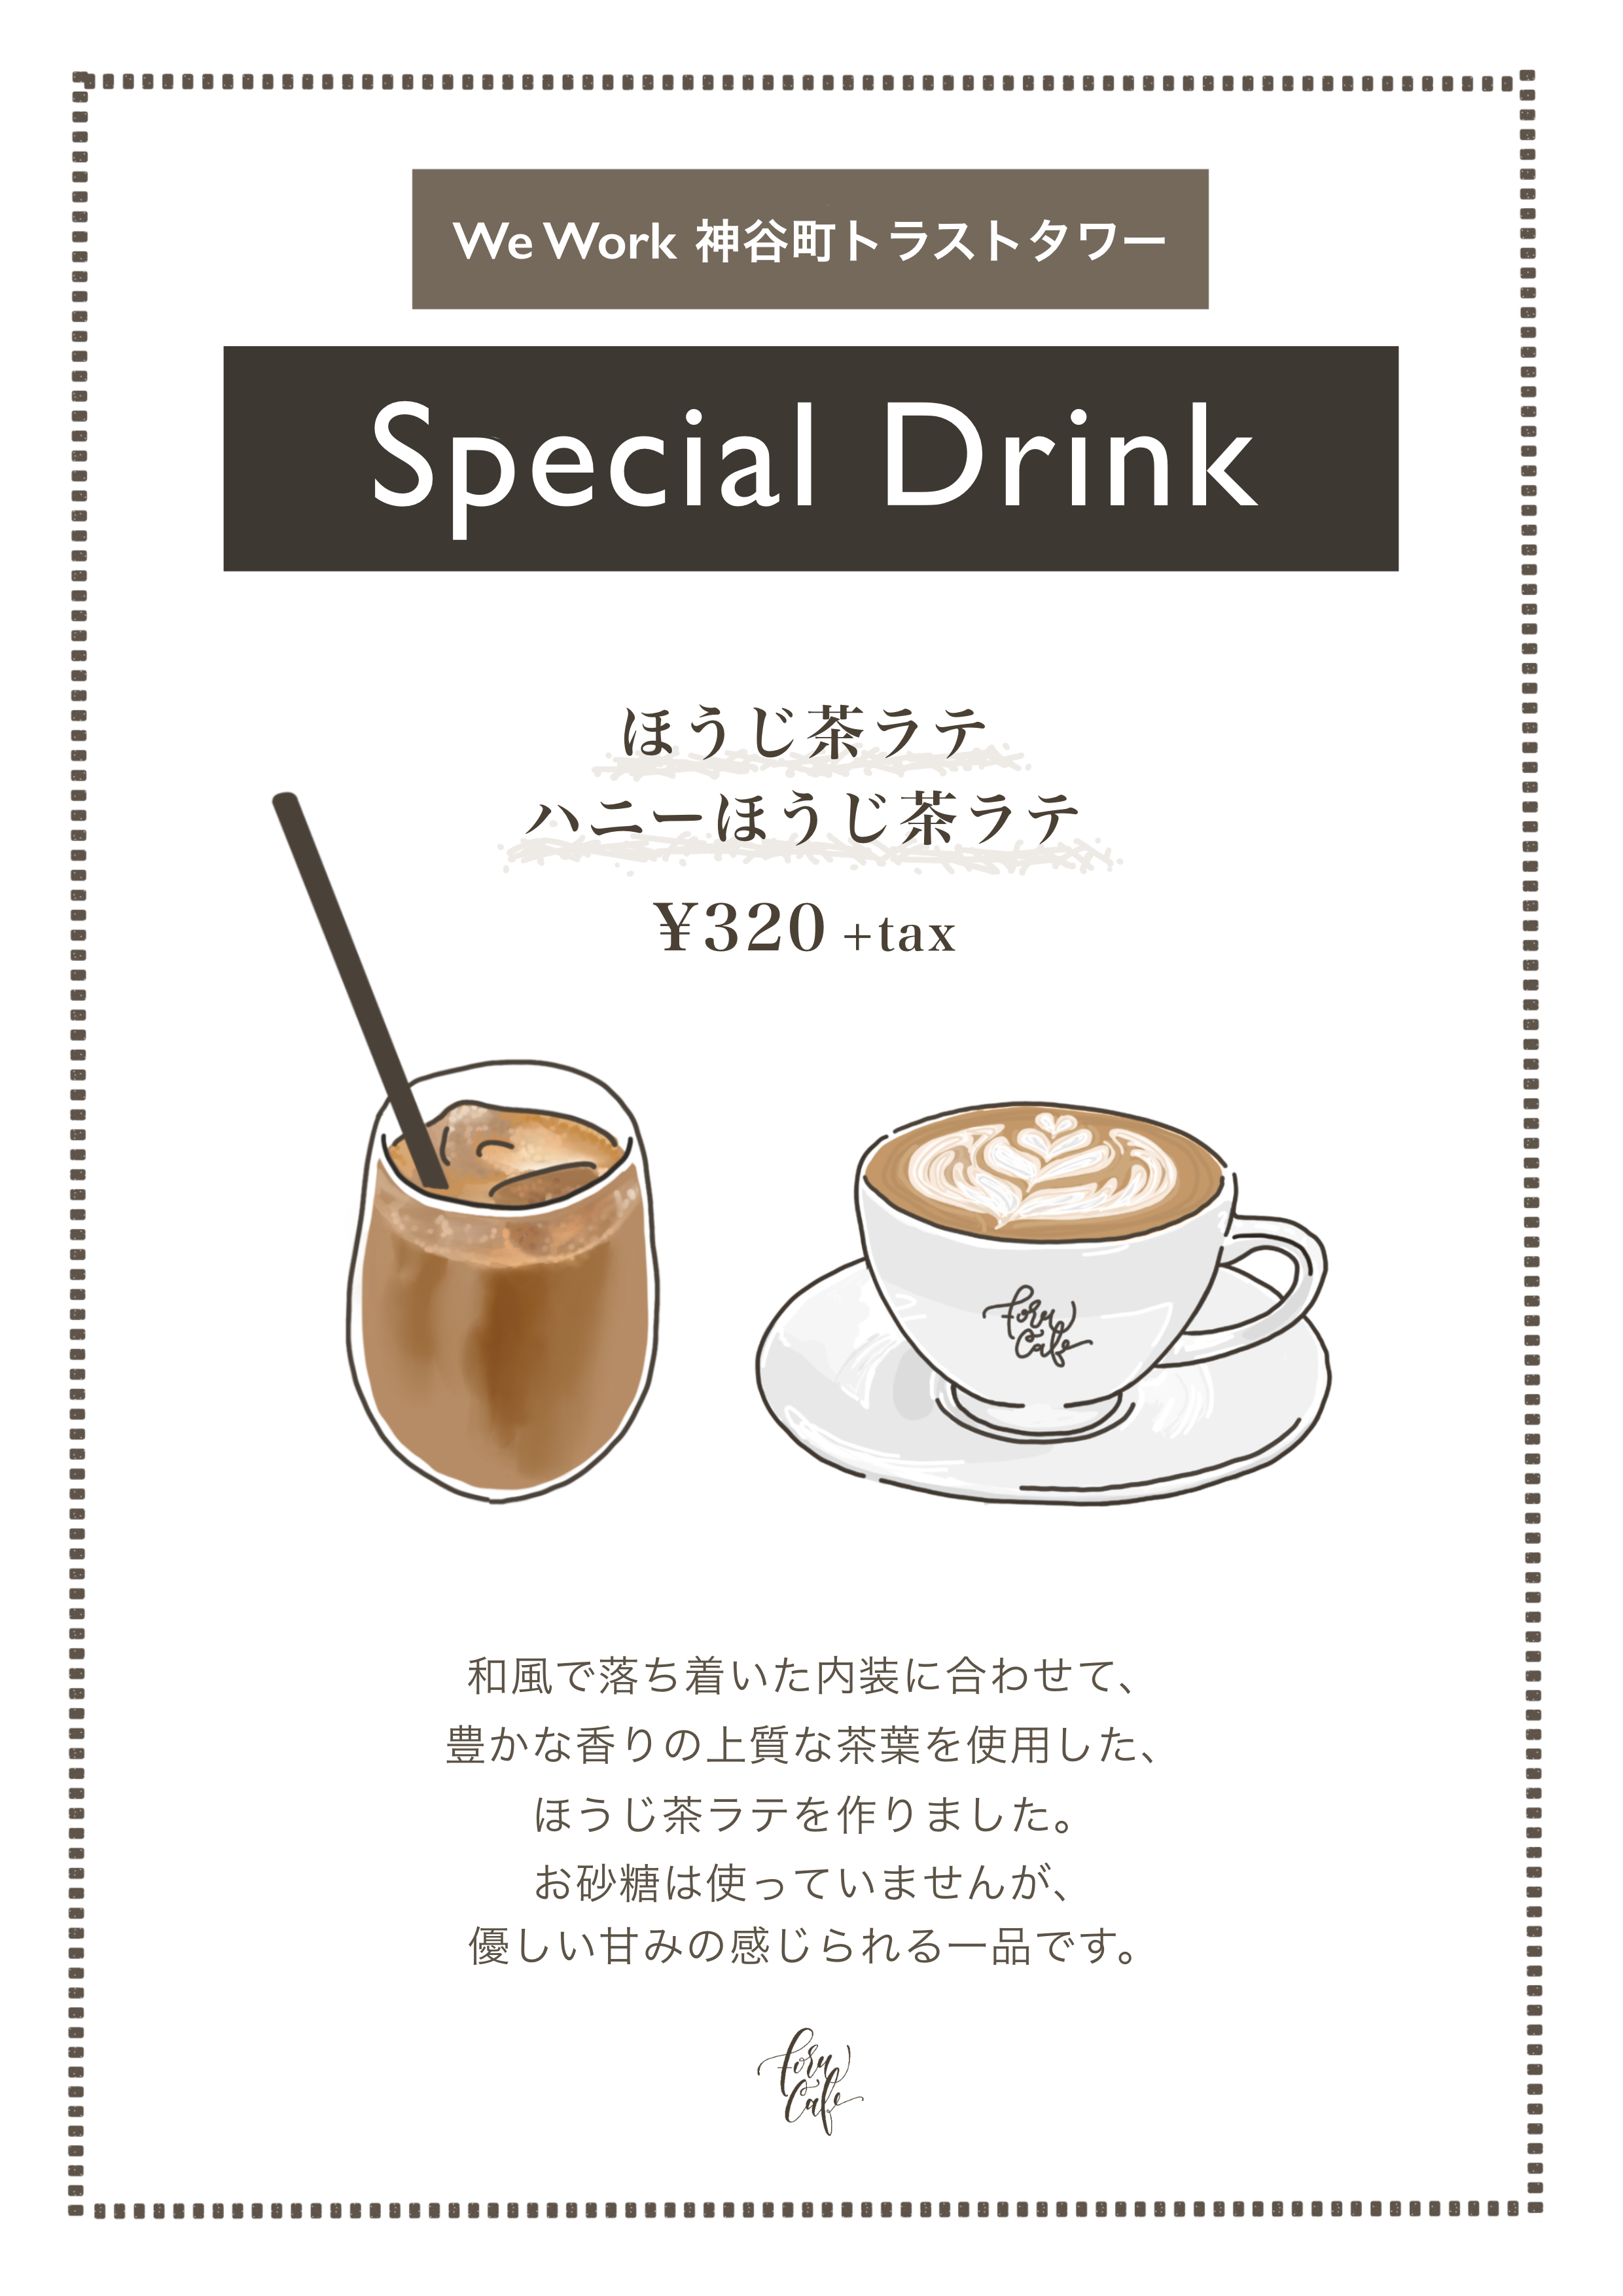 We Work 神谷町トラストタワー
Special Drink
ほうじ茶ラテ
ハニーほうじ茶ラテ
¥320 +tax
foru
Cafe
和風で落ち着いた内装に合わせて、
豊かな香りの上質な茶葉を使用した、
ほうじ茶ラテを作りました。
お砂糖は使っていませんが、
優しい甘みの感じられる一品です。
foru
Cafe